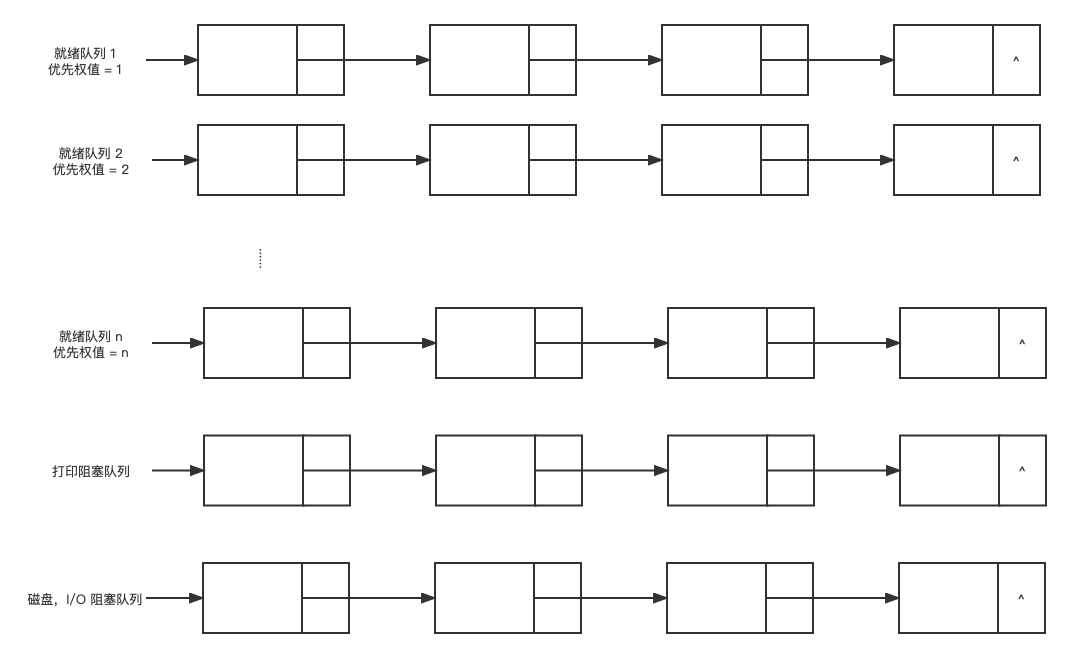 就绪队列 1
优先权值 = 1
^
就绪队列 2
优先权值 = 2
^
就绪队列 n
优先权值 = n
^
打印阻塞队列
^
磁盘，I/O 阻塞队列
^